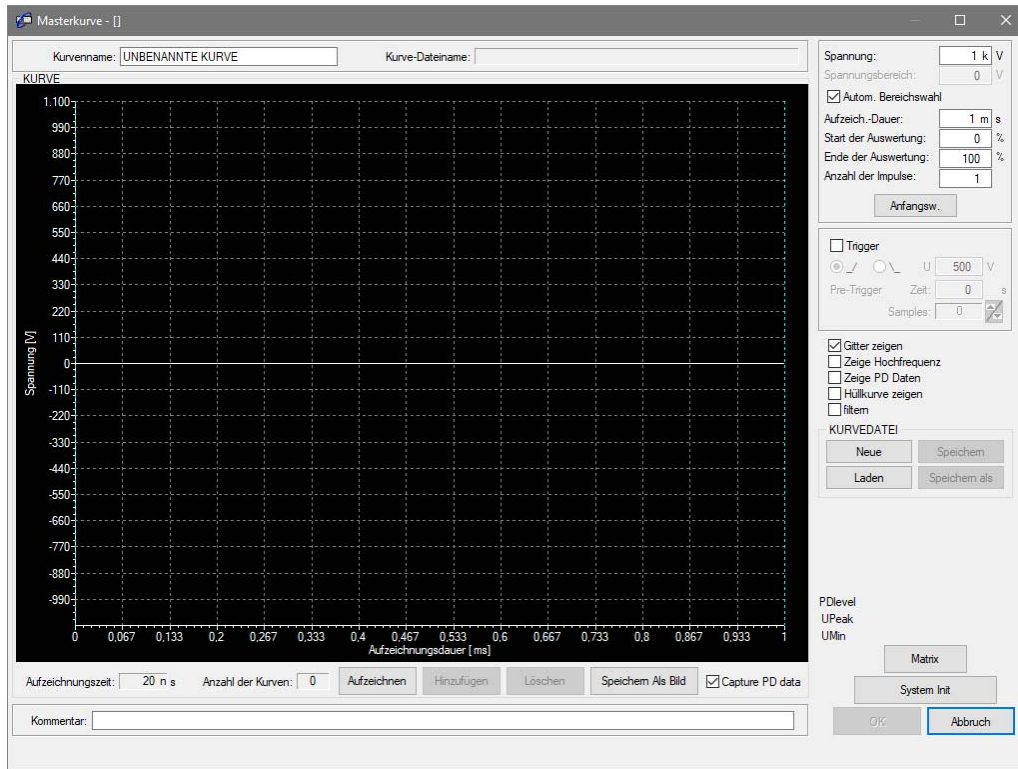 Masterkurve - []
Kurvenname: UNBENANNTE KURVE Kurve-Dateiname:
KURVE
1.100
990
880
770
660
550
440
330
220
110
0
-110
-220
-330
-440
-550
-660
-770
-880
-990
Spannung [V]
0 0,067 0,133 0,2 0,267 0,333 0,4 0,467 0,533 0,6 0,667 0,733 0,8 0,867 0,933 1
Aufzeichnungsdauer [ms]
Aufzeichnungszeit: 20 n s Anzahl der Kurven: 0 Aufzeichnen Hinzufügen Löschen Speichern Als Bild Capture PD data
Kommentar:
Spannung: 1 k V
Spannungsbereich: 0 V
Autom. Bereichswahl
Aufzeich.-Dauer: 1 m s
Start der Auswertung: 0 %
Ende der Auswertung: 100 %
Anzahl der Impulse: 1
Anfangsw.
Trigger
_/ \_ U 500 V
Pre-Trigger Zeit: 0 s
Samples: 0
Gitter zeigen
Zeige Hochfrequenz
Zeige PD Daten
Hüllkurve zeigen
filtern
KURVEDATEI
Neue Speichern
Laden Speichern als
PDlevel
UPeak
UMin
Matrix
System Init
OK Abbruch